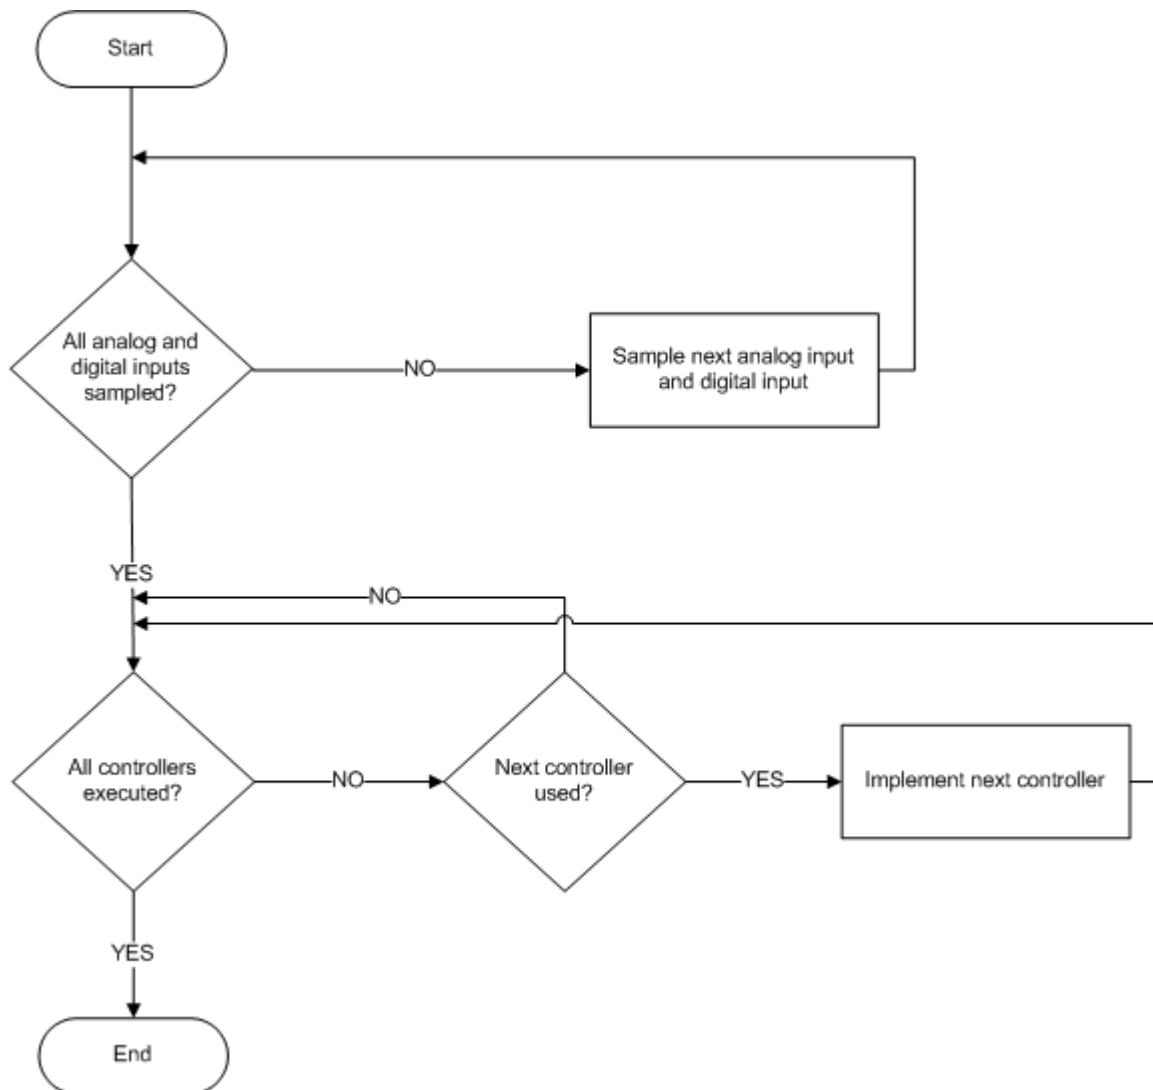 Start
All analog and
digital inputs
sampled?
NO
Sample next analog input
and digital input
YES
NO
All controllers
executed?
NO
Next controller
used?
YES
Implement next controller
YES
End